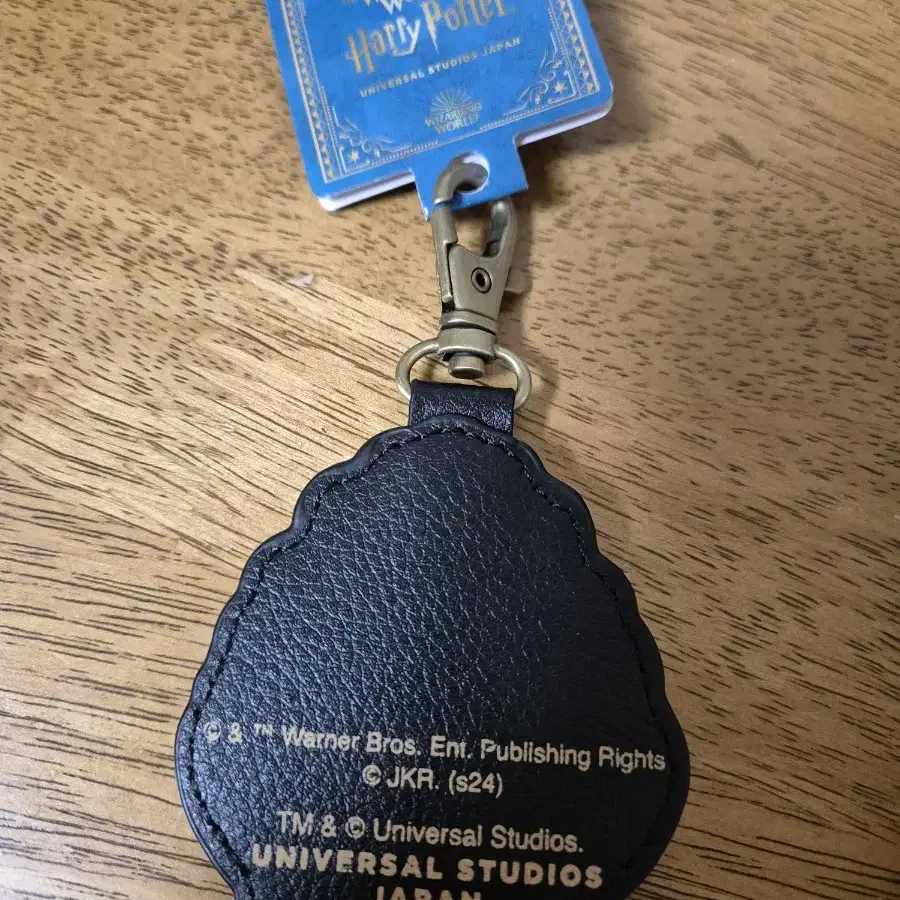 Harry Potter
UNIVERSAL STUDIOS JAPAN
WIZARDING
WORLD
© & ™ Warner Bros. Ent. Publishing Rights
© JKR. (s24)
TM & © Universal Studios.
UNIVERSAL STUDIOS
JAPAN